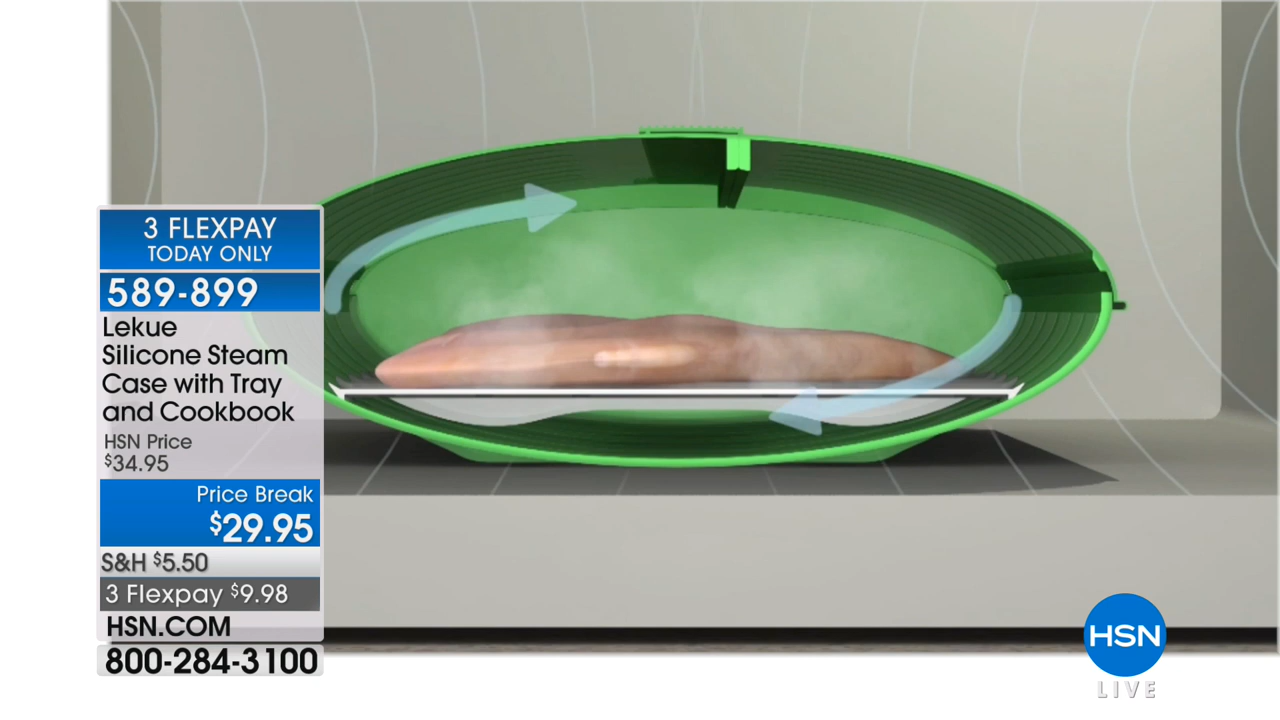 3 FLEXPAY
TODAY ONLY
589-899
Lekue
Silicone Steam
Case with Tray
and Cookbook
HSN Price
$34.95
Price Break
$29.95
S&H $5.50
3 Flexpay $9.98
HSN.COM
800-284-3100
HSN
LIVE